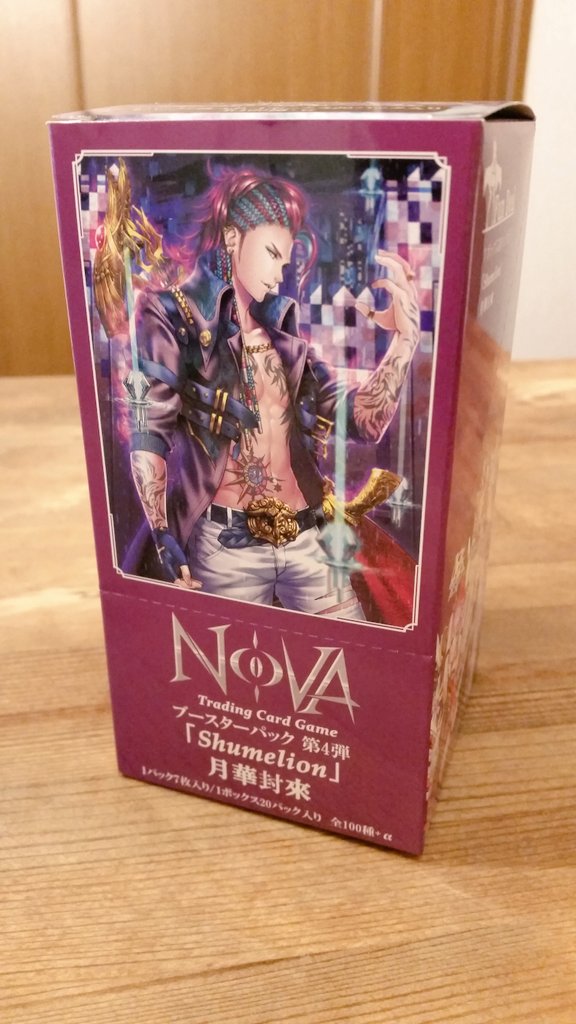 NOVA
Trading Card Game
ブースターパック 第4弾
「Shumelion」
月華封來
1パック7枚入り/1ボックス20パック入り 全100種+α